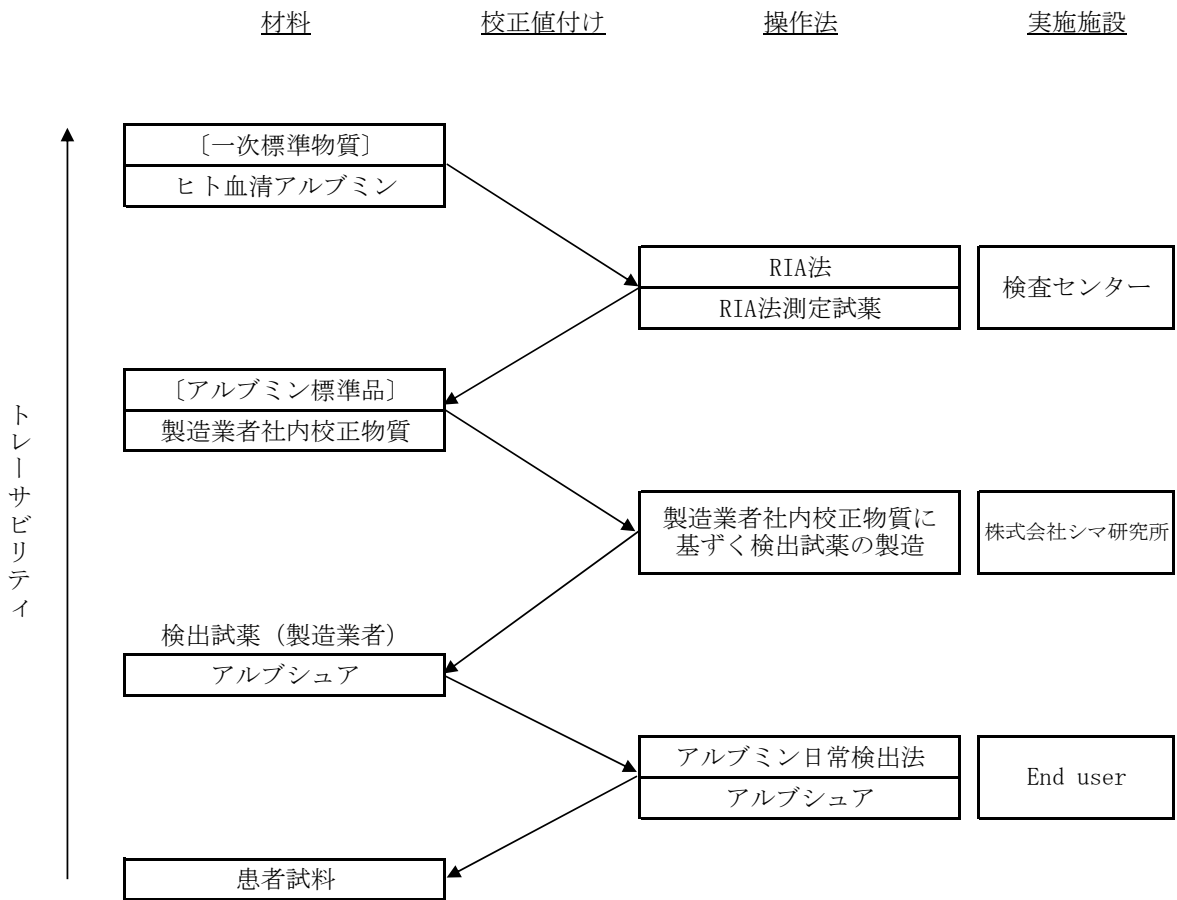 材料
校正値付け
操作法
実施施設
〔一次標準物質〕
ヒト血清アルブミン
RIA法
RIA法測定試薬
検査センター
〔アルブミン標準品〕
製造業者社内校正物質
トレーサビリティ
製造業者社内校正物質に
基ずく検出試薬の製造
株式会社シマ研究所
検出試薬（製造業者）
アルブシュア
アルブミン日常検出法
アルブシュア
End user
患者試料